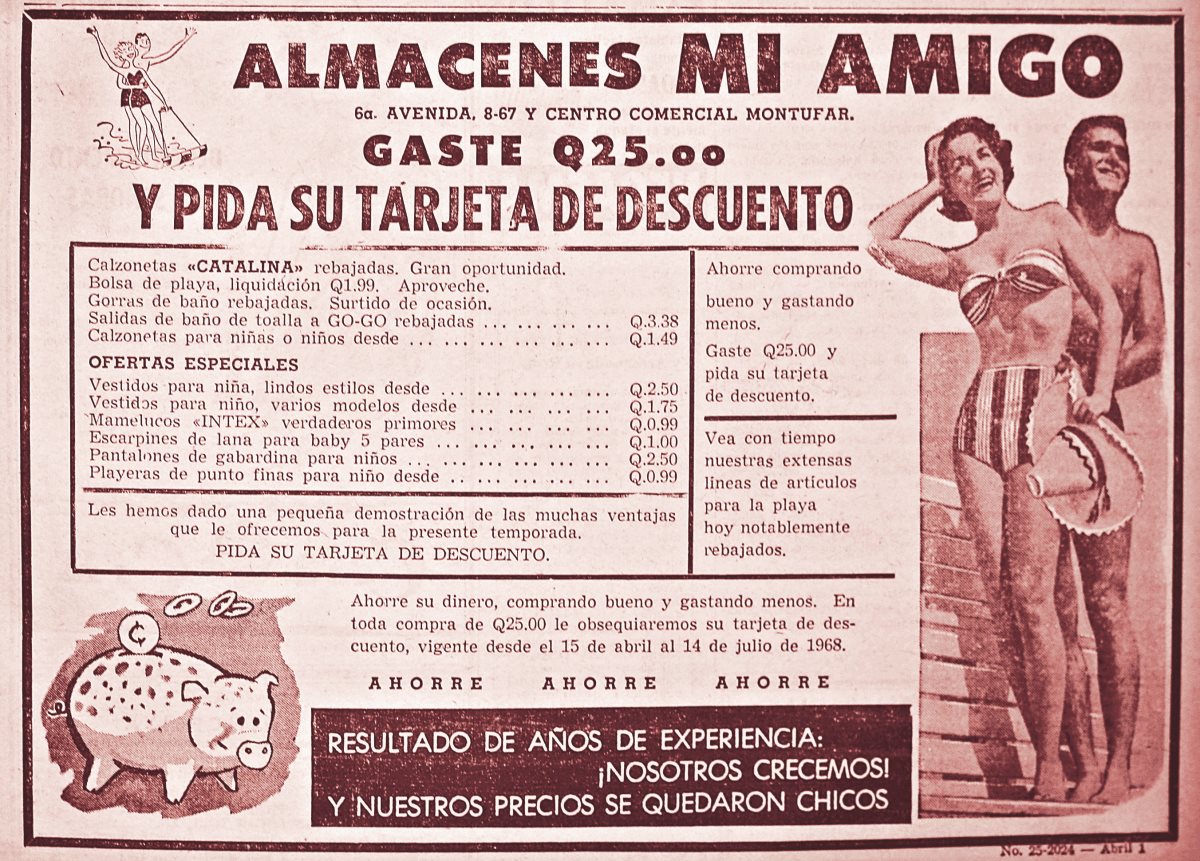 ALMACENES MI AMIGO
6a. AVENIDA, 8-67 Y CENTRO COMERCIAL MONTUFAR.
GASTE Q25.00
Y PIDA SU TARJETA DE DESCUENTO
Calzonetas «CATALINA» rebajadas. Gran oportunidad.
Bolsa de playa, liquidación Q1.99. Aproveche.
Gorras de baño rebajadas. Surtido de ocasión.
Salidas de baño de toalla a GO-GO rebajadas ... ... ... ... Q.3.38
Calzonetas para niñas o niños desde ... ... ... ... ... Q.1.49
OFERTAS ESPECIALES
Vestidos para niña, lindos estilos desde ... ... ... ... ... Q.2.50
Vestidos para niño, varios modelos desde ... ... ... ... Q.1.75
Mamelucos «INTEX» verdaderos primores ... ... ... ... Q.0.99
Escarpines de lana para baby 5 pares ... ... ... ... ... Q.1.00
Pantalones de gabardina para niños ... ... ... ... ... Q.2.50
Playeras de punto finas para niño desde ... ... ... ... Q.0.99
Les hemos dado una pequeña demostración de las muchas ventajas
que le ofrecemos para la presente temporada.
PIDA SU TARJETA DE DESCUENTO.
Ahorre comprando
bueno y gastando
menos.
Gaste Q25.00 y
pida su tarjeta
de descuento.
Vea con tiempo
nuestras extensas
líneas de artículos
para la playa
hoy notablemente
rebajados.
¢
Ahorre su dinero, comprando bueno y gastando menos. En
toda compra de Q25.00 le obsequiaremos su tarjeta de des-
cuento, vigente desde el 15 de abril al 14 de julio de 1968.
AHORRE AHORRE AHORRE
RESULTADO DE AÑOS DE EXPERIENCIA:
¡NOSOTROS CRECEMOS!
Y NUESTROS PRECIOS SE QUEDARON CHICOS
No. 25-2024 — Abril 1